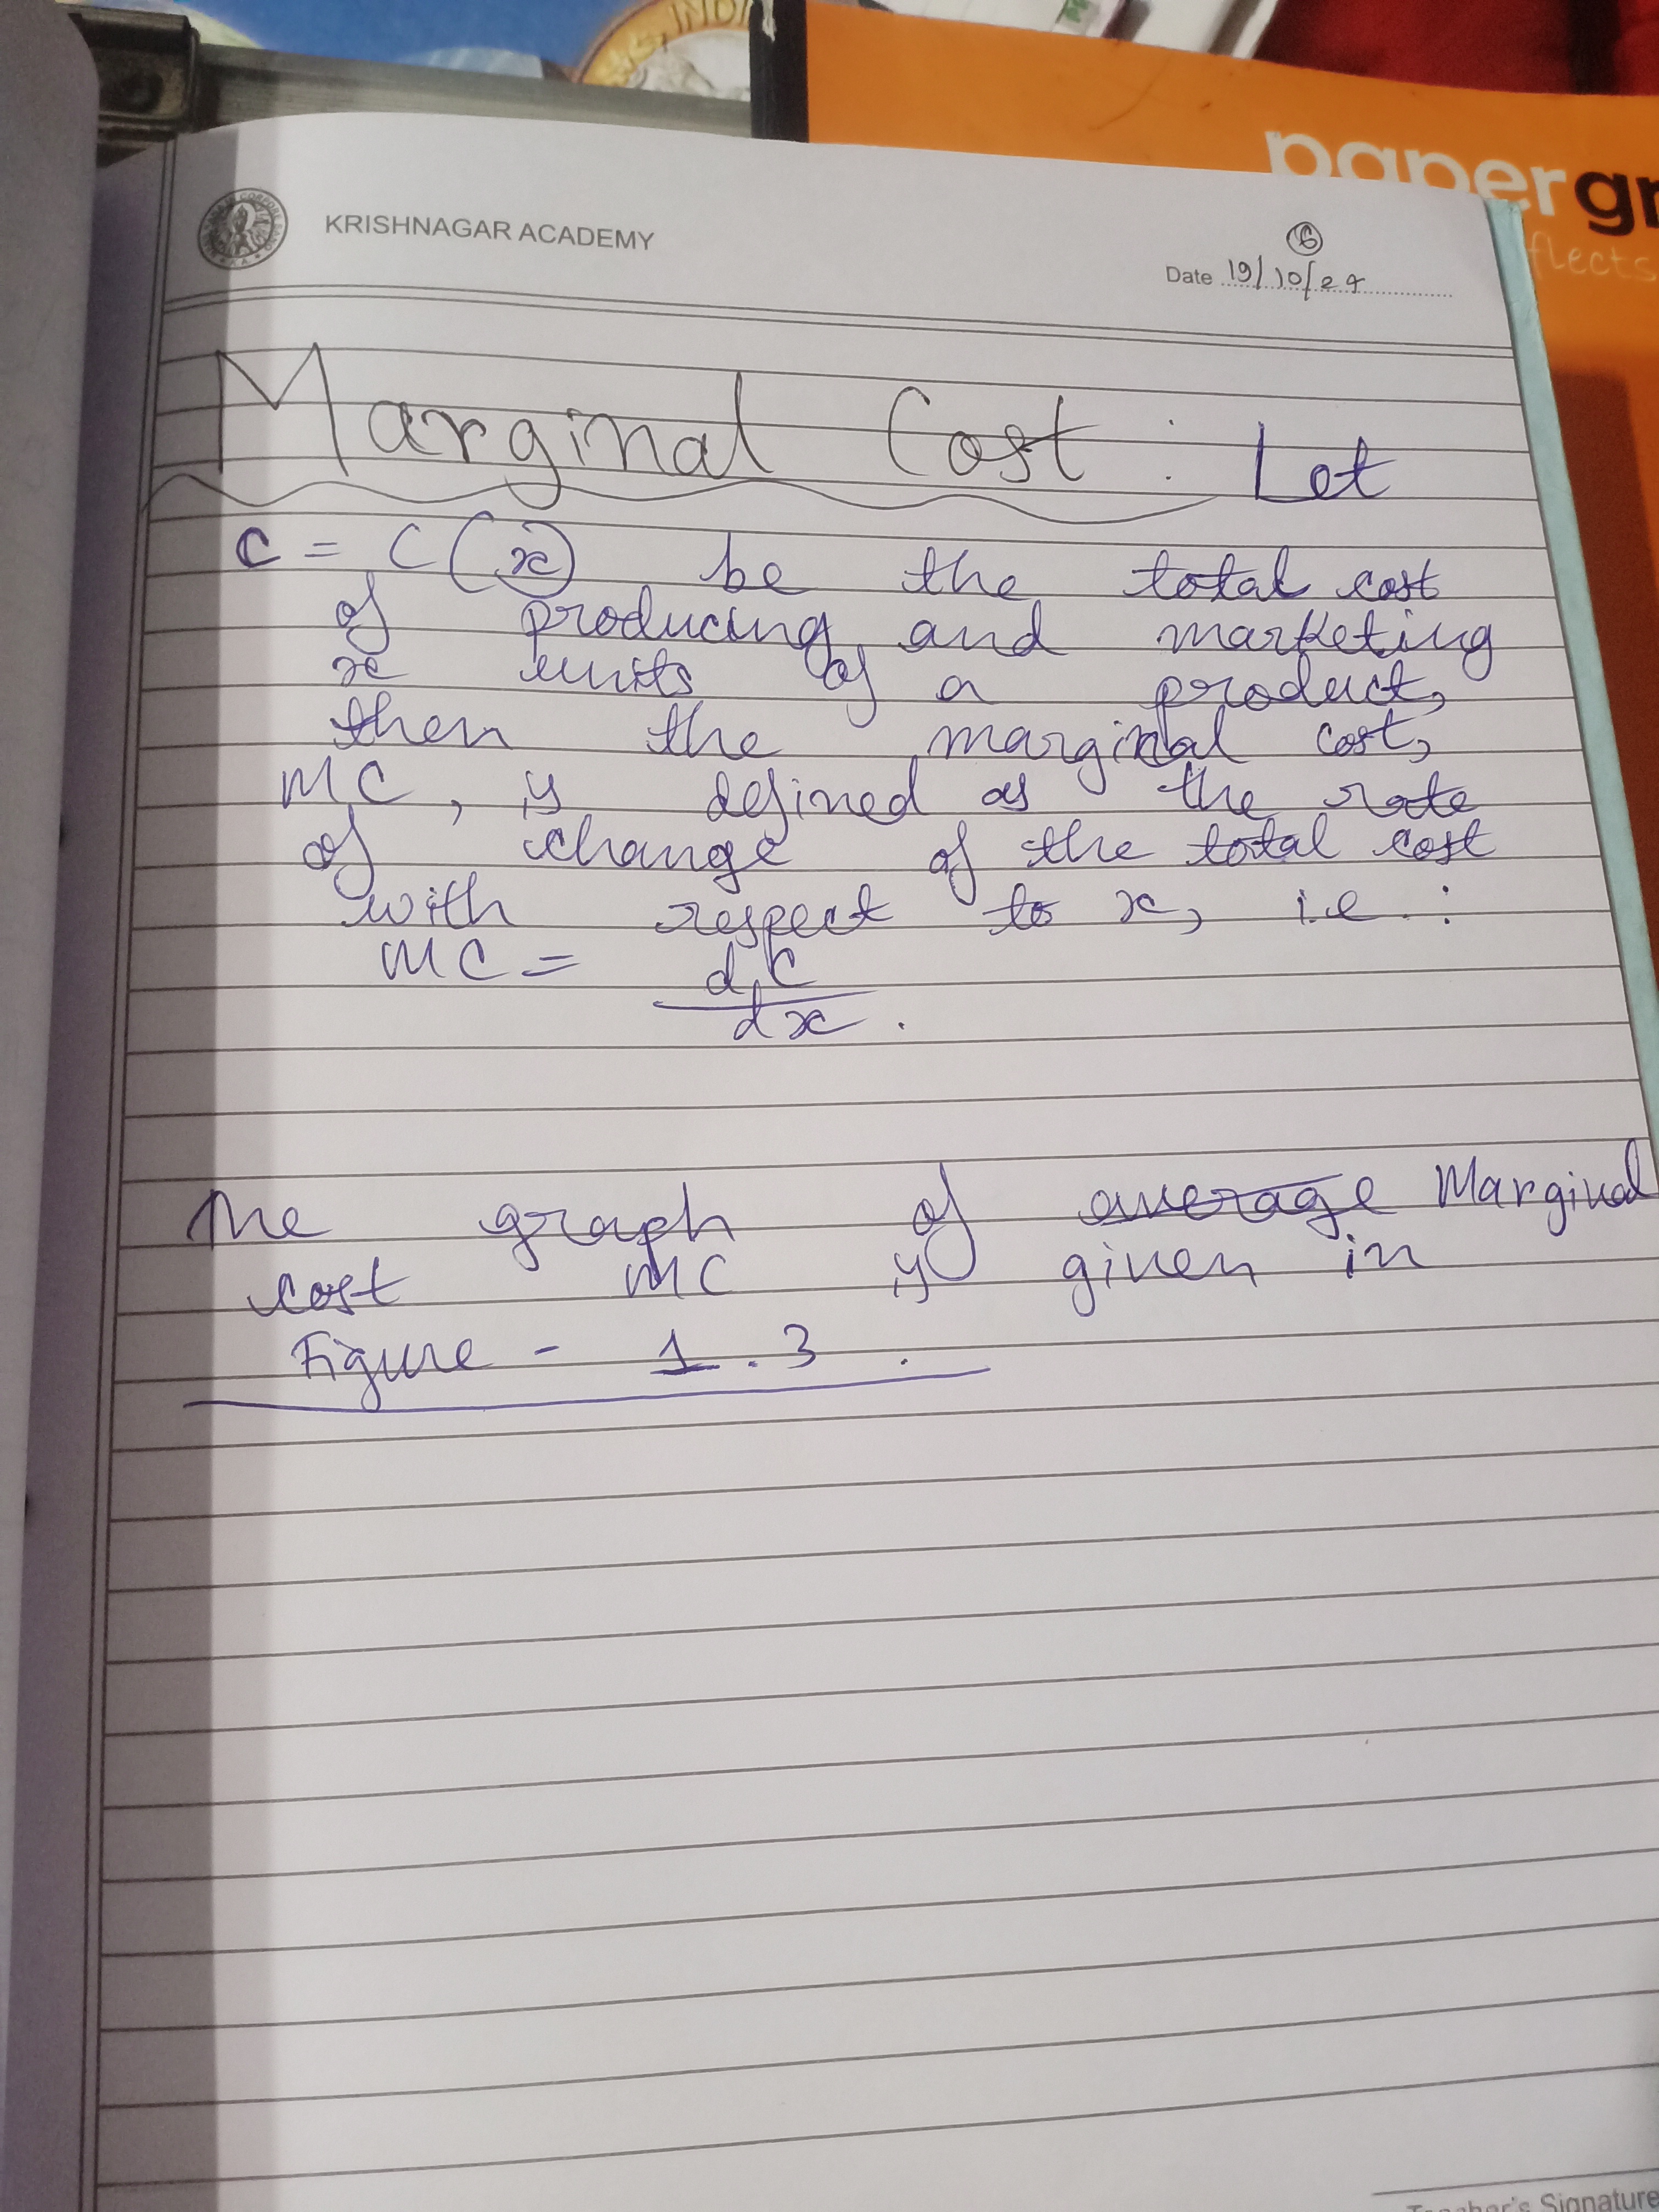 INDI
papergr
flects
KRISHNAGAR ACADEMY
6
Date 19/10/24
Marginal Cost : Let
C = C(x) be the total cost
of producing and marketing
x units of a product,
then the marginal cost,
MC, is defined as the rate
of change of the total cost
with respect to x, i.e. :
MC = dC
dx .
The graph of average Marginal
cost MC is given in
Figure - 1.3 .
Teacher's Signature